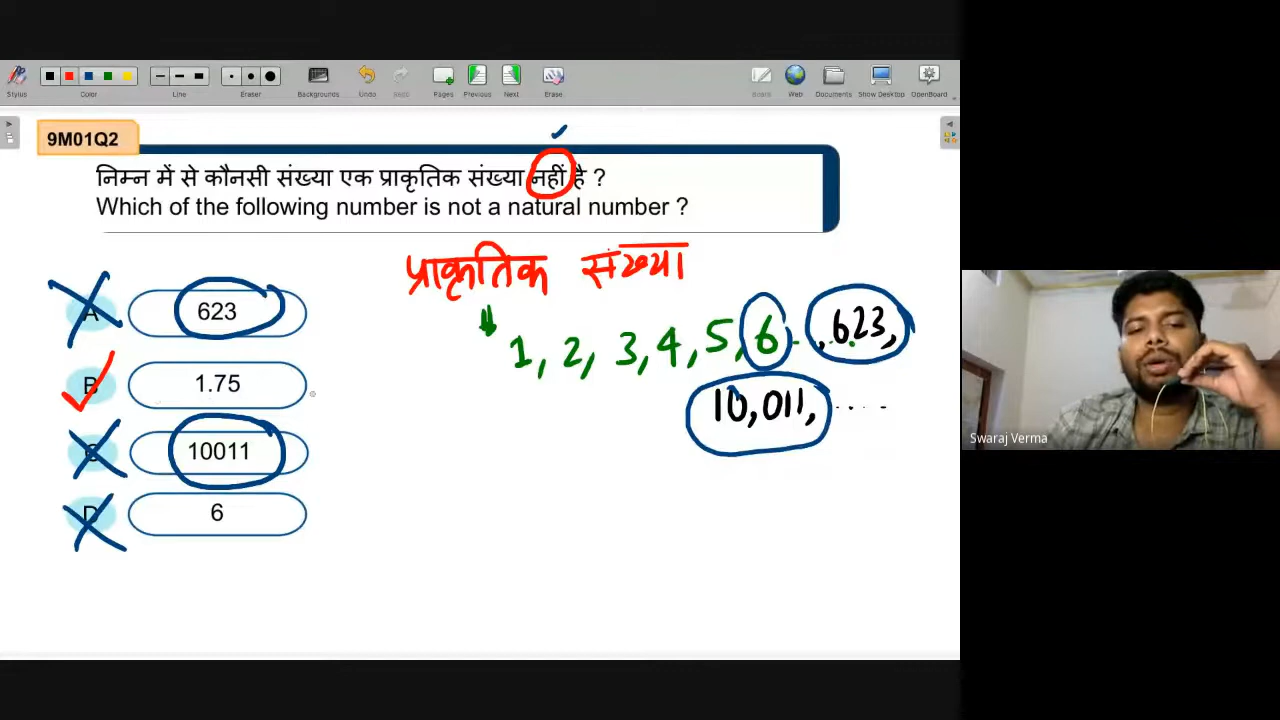 Stylus
Color
Line
Eraser
Backgrounds
Undo
Redo
Pages
Previous
Next
Erase
Board
Web
Documents
Show Desktop
OpenBoard
9M01Q2
निम्न में से कौनसी संख्या एक प्राकृतिक संख्या नहीं है ?
Which of the following number is not a natural number ?
प्राकृतिक संख्या
A 623
1, 2, 3, 4, 5, 6 . . , 623,
B 1.75
10,011, ....
C 10011
D 6
Swaraj Verma